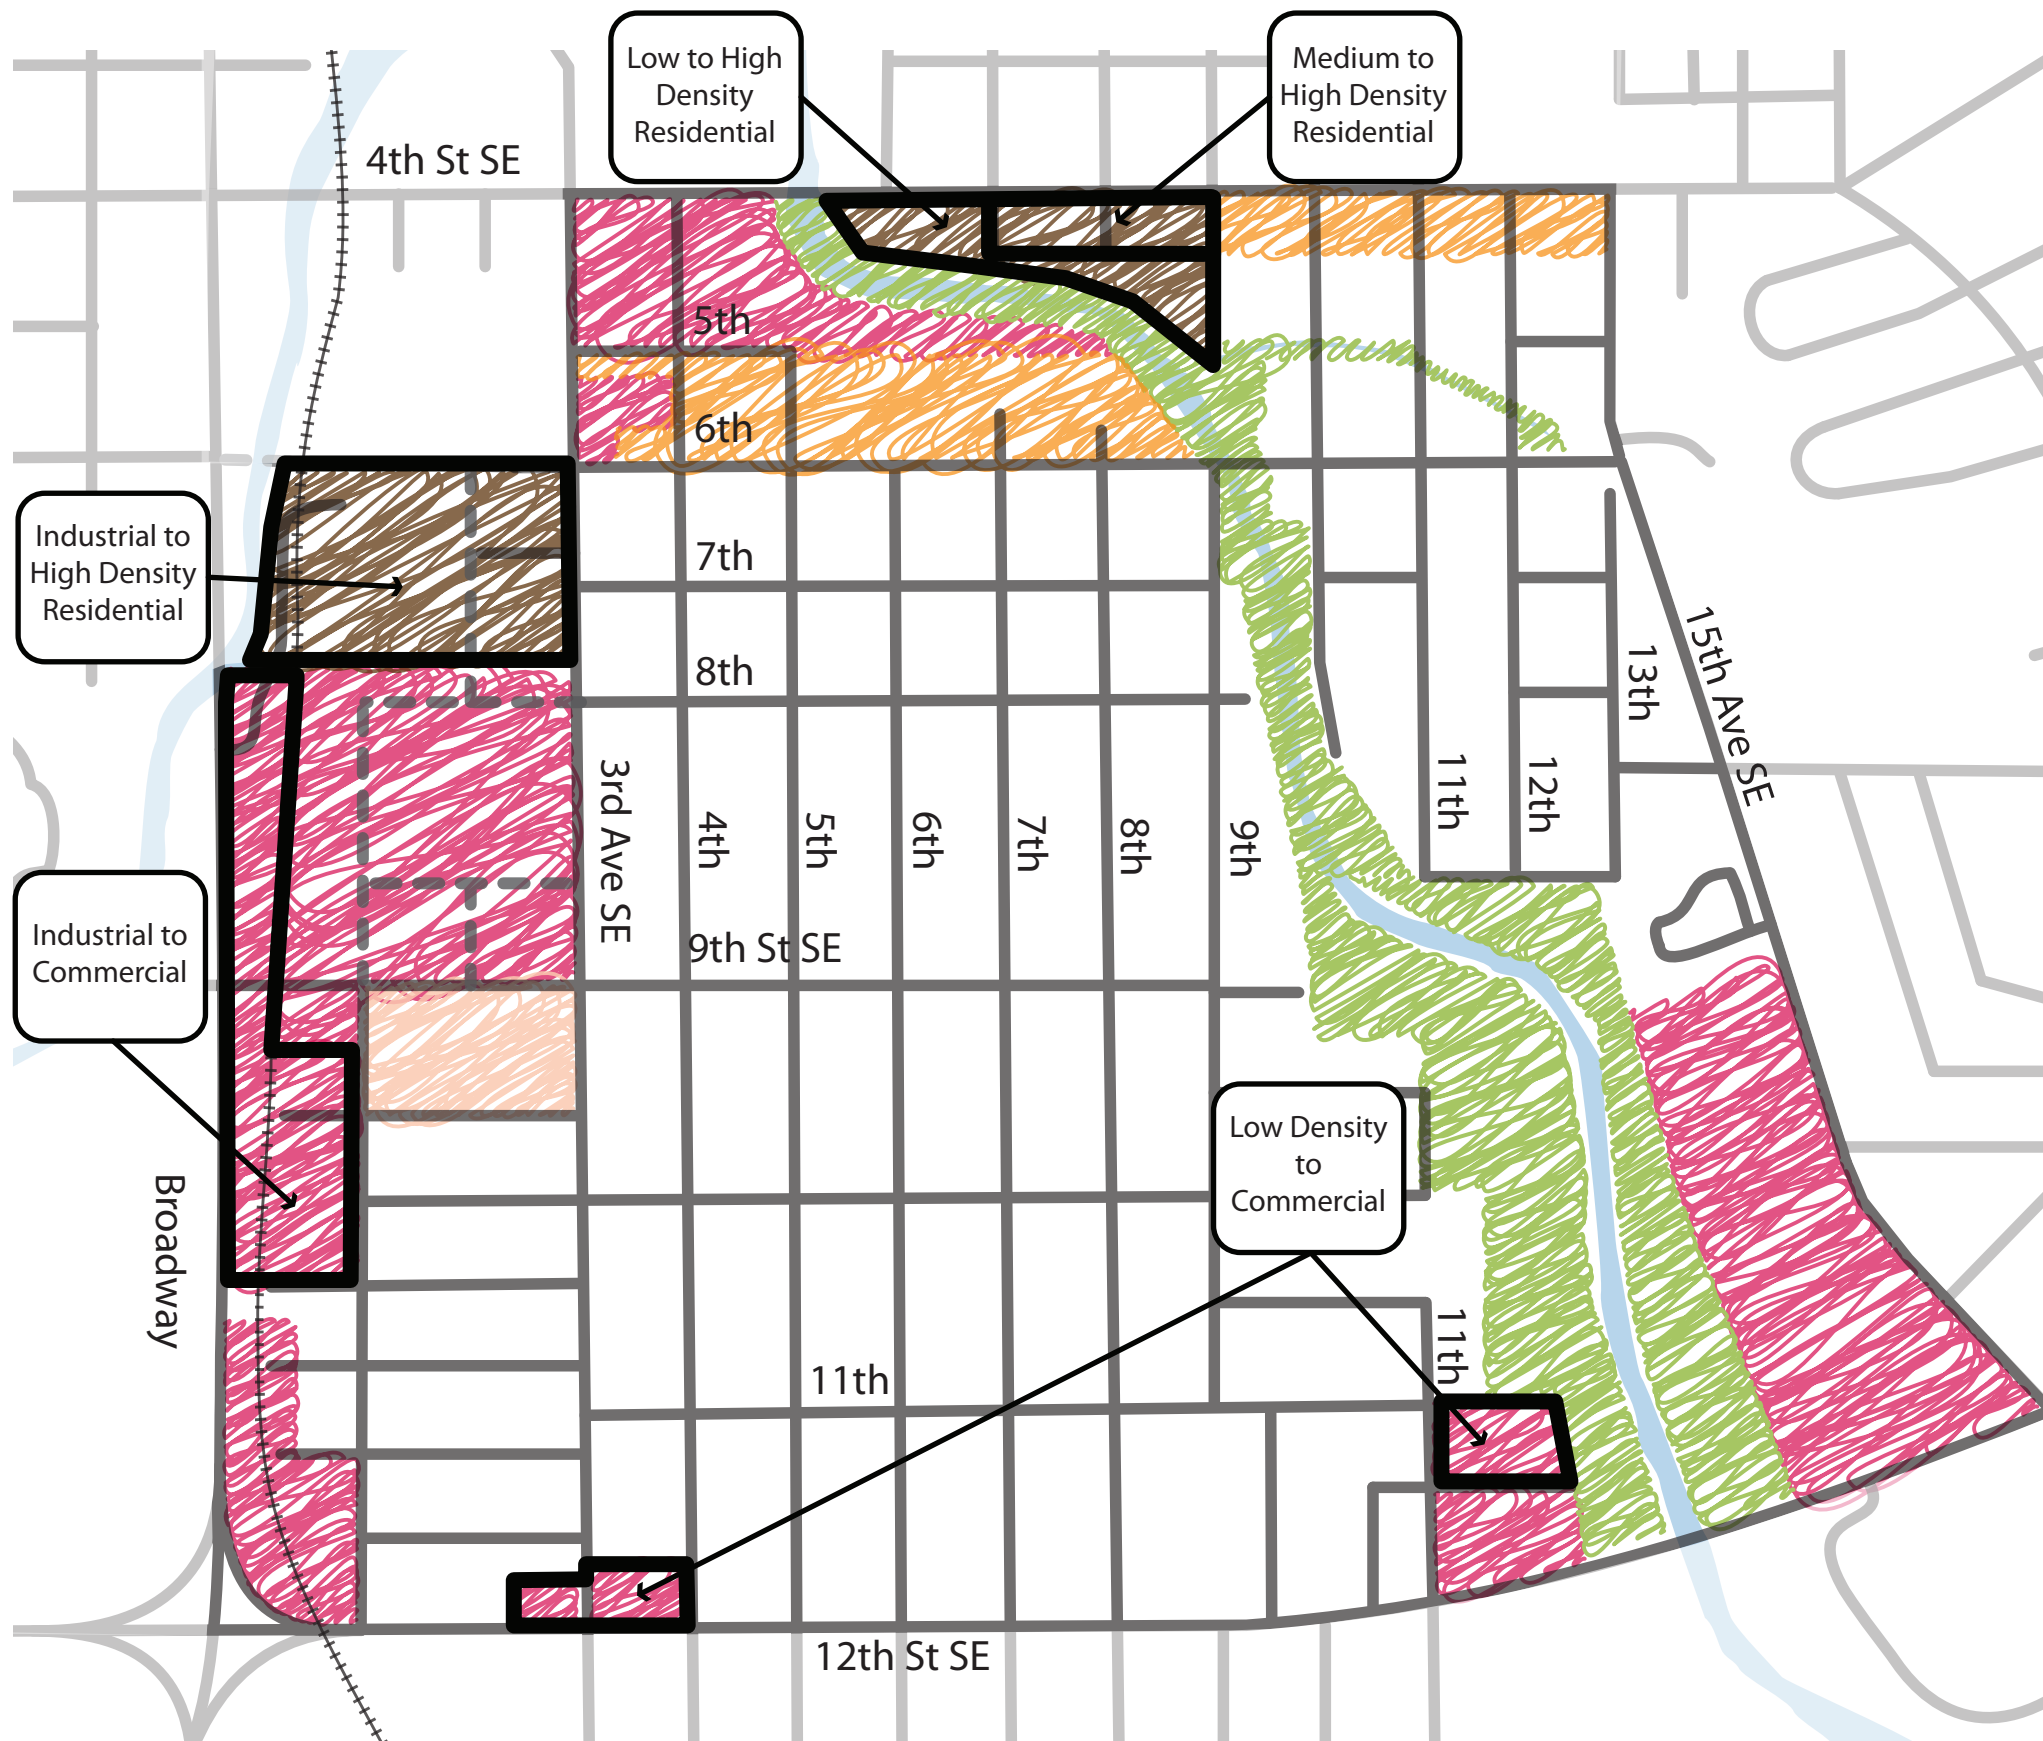 Low to High
Density
Residential
Medium to
High Density
Residential
4th St SE
5th
6th
Industrial to
High Density
Residential
7th
8th
15th Ave SE
13th
3rd Ave SE
4th
5th
6th
7th
8th
9th
11th
12th
9th St SE
Industrial to
Commercial
Low Density
to
Commercial
Broadway
11th
11th
12th St SE